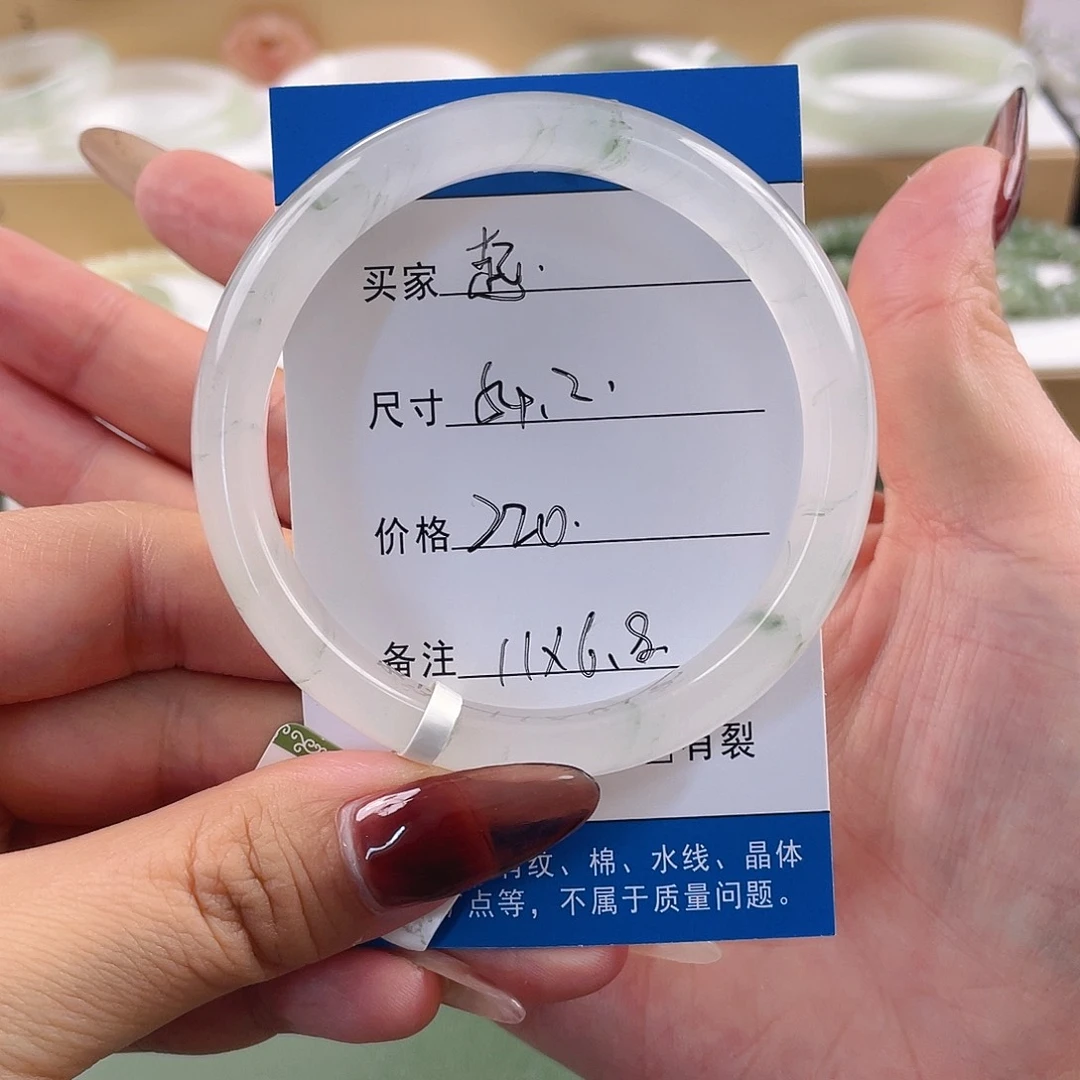 买家
尺寸 54.2.
价格 220.
备注 11X6.8.
有裂
纹、棉、水线、晶体
点等，不属于质量问题。